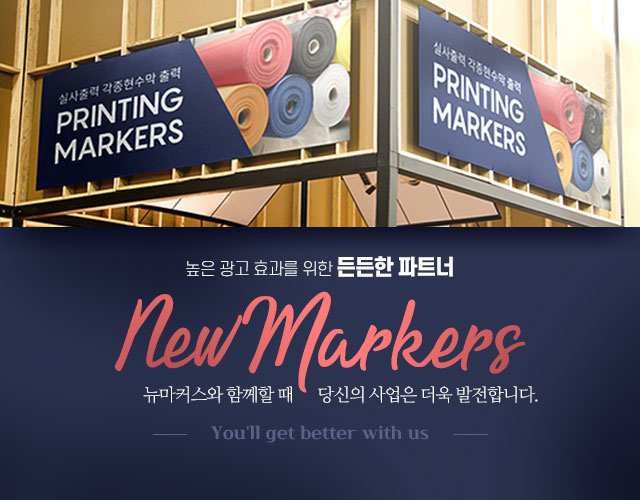 실사출력 각종현수막 출력
PRINTING
MARKERS
실사출력 각종현수막 출력
PRINTING
MARKERS
높은 광고 효과를 위한 든든한 파트너
New Markers
뉴마커스와 함께할 때 당신의 사업은 더욱 발전합니다.
You'll get better with us